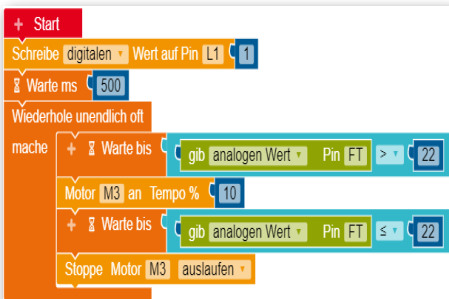 + Start
Schreibe digitalen Wert auf Pin L1 1
Warte ms 500
Wiederhole unendlich oft
mache + Warte bis gib analogen Wert Pin FT > 22
Motor M3 an Tempo % 10
+ Warte bis gib analogen Wert Pin FT ≤ 22
Stoppe Motor M3 auslaufen